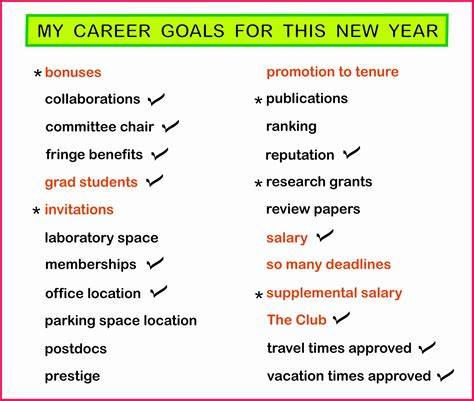 MY CAREER GOALS FOR THIS NEW YEAR
* bonuses
collaborations ✓
committee chair ✓
fringe benefits ✓
grad students ✓
* invitations
laboratory space
memberships ✓
office location ✓
parking space location
postdocs
prestige
promotion to tenure
* publications
ranking
reputation ✓
* research grants
review papers
salary ✓
so many deadlines
* supplemental salary
The Club ✓
travel times approved ✓
vacation times approved ✓